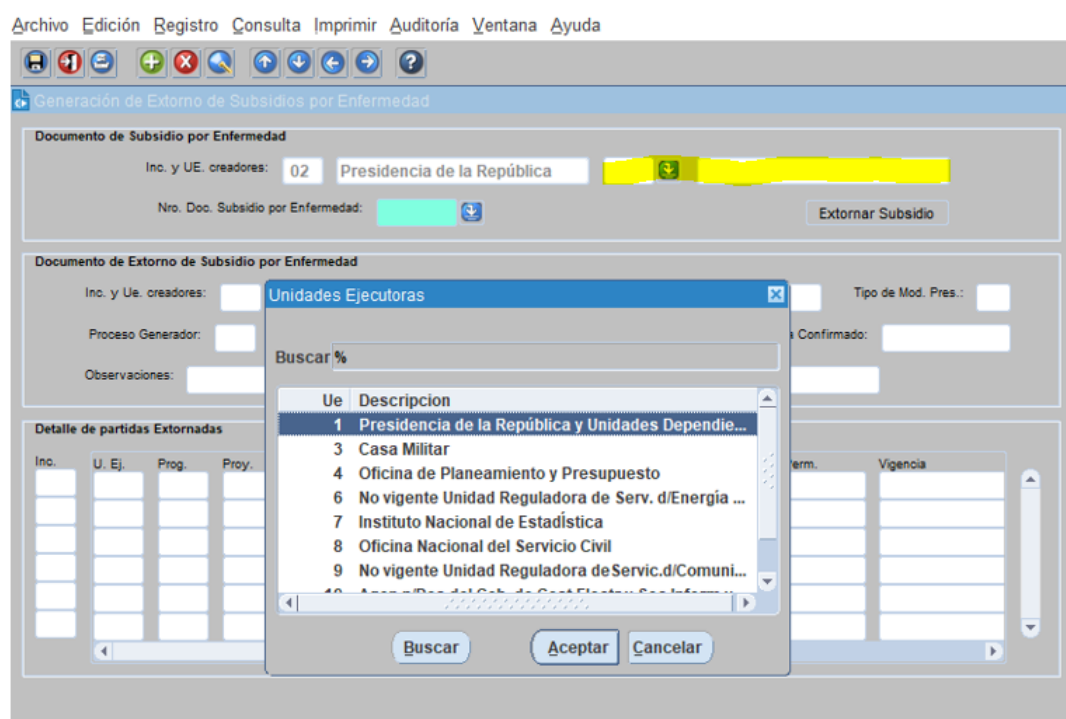 Archivo Edición Registro Consulta Imprimir Auditoría Ventana Ayuda
Generación de Extorno de Subsidios por Enfermedad
Documento de Subsidio por Enfermedad
Inc. y UE. creadores: 02 Presidencia de la República
Nro. Doc. Subsidio por Enfermedad:
Extornar Subsidio
Documento de Extorno de Subsidio por Enfermedad
Inc. y Ue. creadores:
Tipo de Mod. Pres.:
Proceso Generador:
Confirmado:
Observaciones:
Detalle de partidas Extornadas
Inc. U. Ej. Prog. Proy. Vigencia
Unidades Ejecutoras
Buscar %
Ue Descripcion
1 Presidencia de la República y Unidades Dependie...
3 Casa Militar
4 Oficina de Planeamiento y Presupuesto
6 No vigente Unidad Reguladora de Serv. d/Energía ...
7 Instituto Nacional de Estadística
8 Oficina Nacional del Servicio Civil
9 No vigente Unidad Reguladora deServic.d/Comuni...
Buscar Aceptar Cancelar